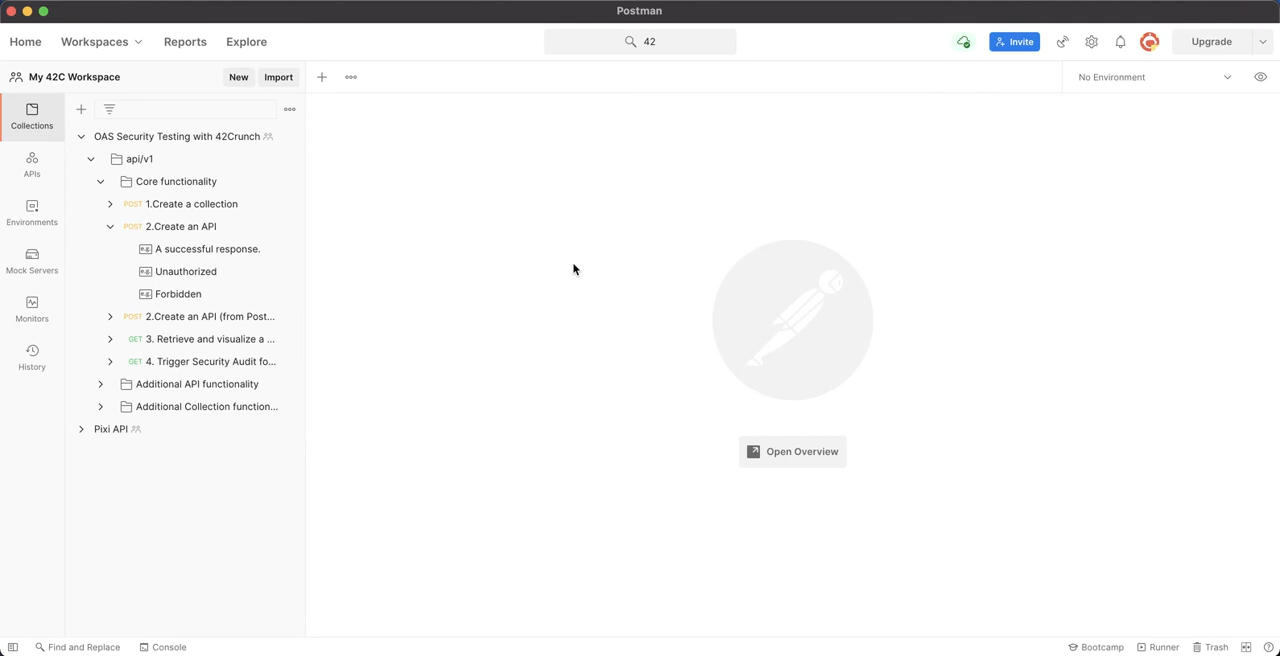 Postman
Home Workspaces Reports Explore 42 Invite Upgrade
My 42C Workspace New Import No Environment
Collections
APIs
Environments
Mock Servers
Monitors
History
OAS Security Testing with 42Crunch
api/v1
Core functionality
POST 1.Create a collection
POST 2.Create an API
e.g. A successful response.
e.g. Unauthorized
e.g. Forbidden
POST 2.Create an API (from Post...
GET 3. Retrieve and visualize a ...
GET 4. Trigger Security Audit fo...
Additional API functionality
Additional Collection function...
Pixi API
Open Overview
Find and Replace Console Bootcamp Runner Trash